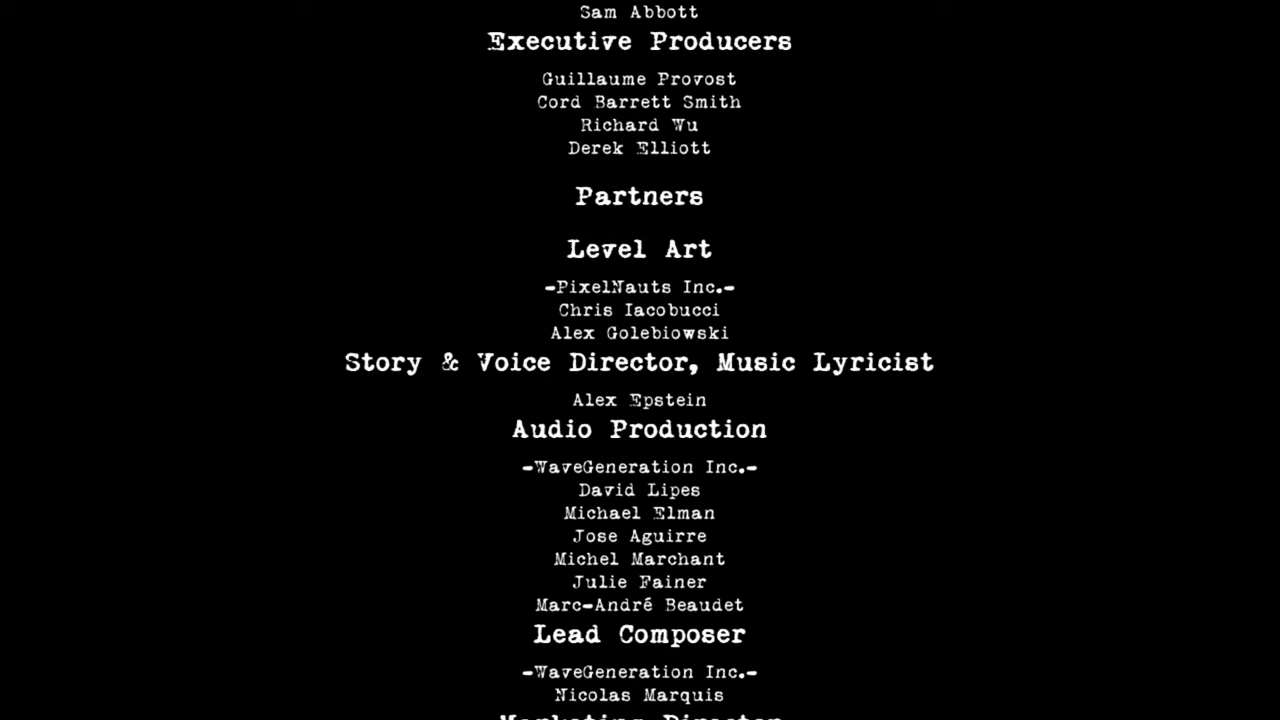 Sam Abbott
Executive Producers
Guillaume Provost
Cord Barrett Smith
Richard Wu
Derek Elliott
Partners
Level Art
-PixelNauts Inc.-
Chris Iacobucci
Alex Golebiowski
Story & Voice Director, Music Lyricist
Alex Epstein
Audio Production
-WaveGeneration Inc.-
David Lipes
Michael Elman
Jose Aguirre
Michel Marchant
Julie Fainer
Marc-André Beaudet
Lead Composer
-WaveGeneration Inc.-
Nicolas Marquis
Marketing Director